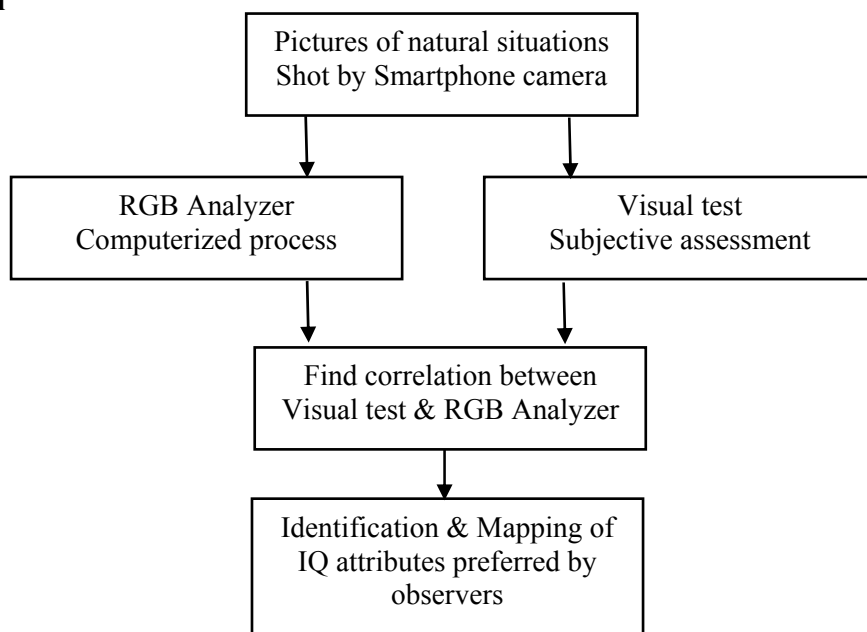 Pictures of natural situations
Shot by Smartphone camera
RGB Analyzer
Computerized process
Visual test
Subjective assessment
Find correlation between
Visual test & RGB Analyzer
Identification & Mapping of
IQ attributes preferred by
observers